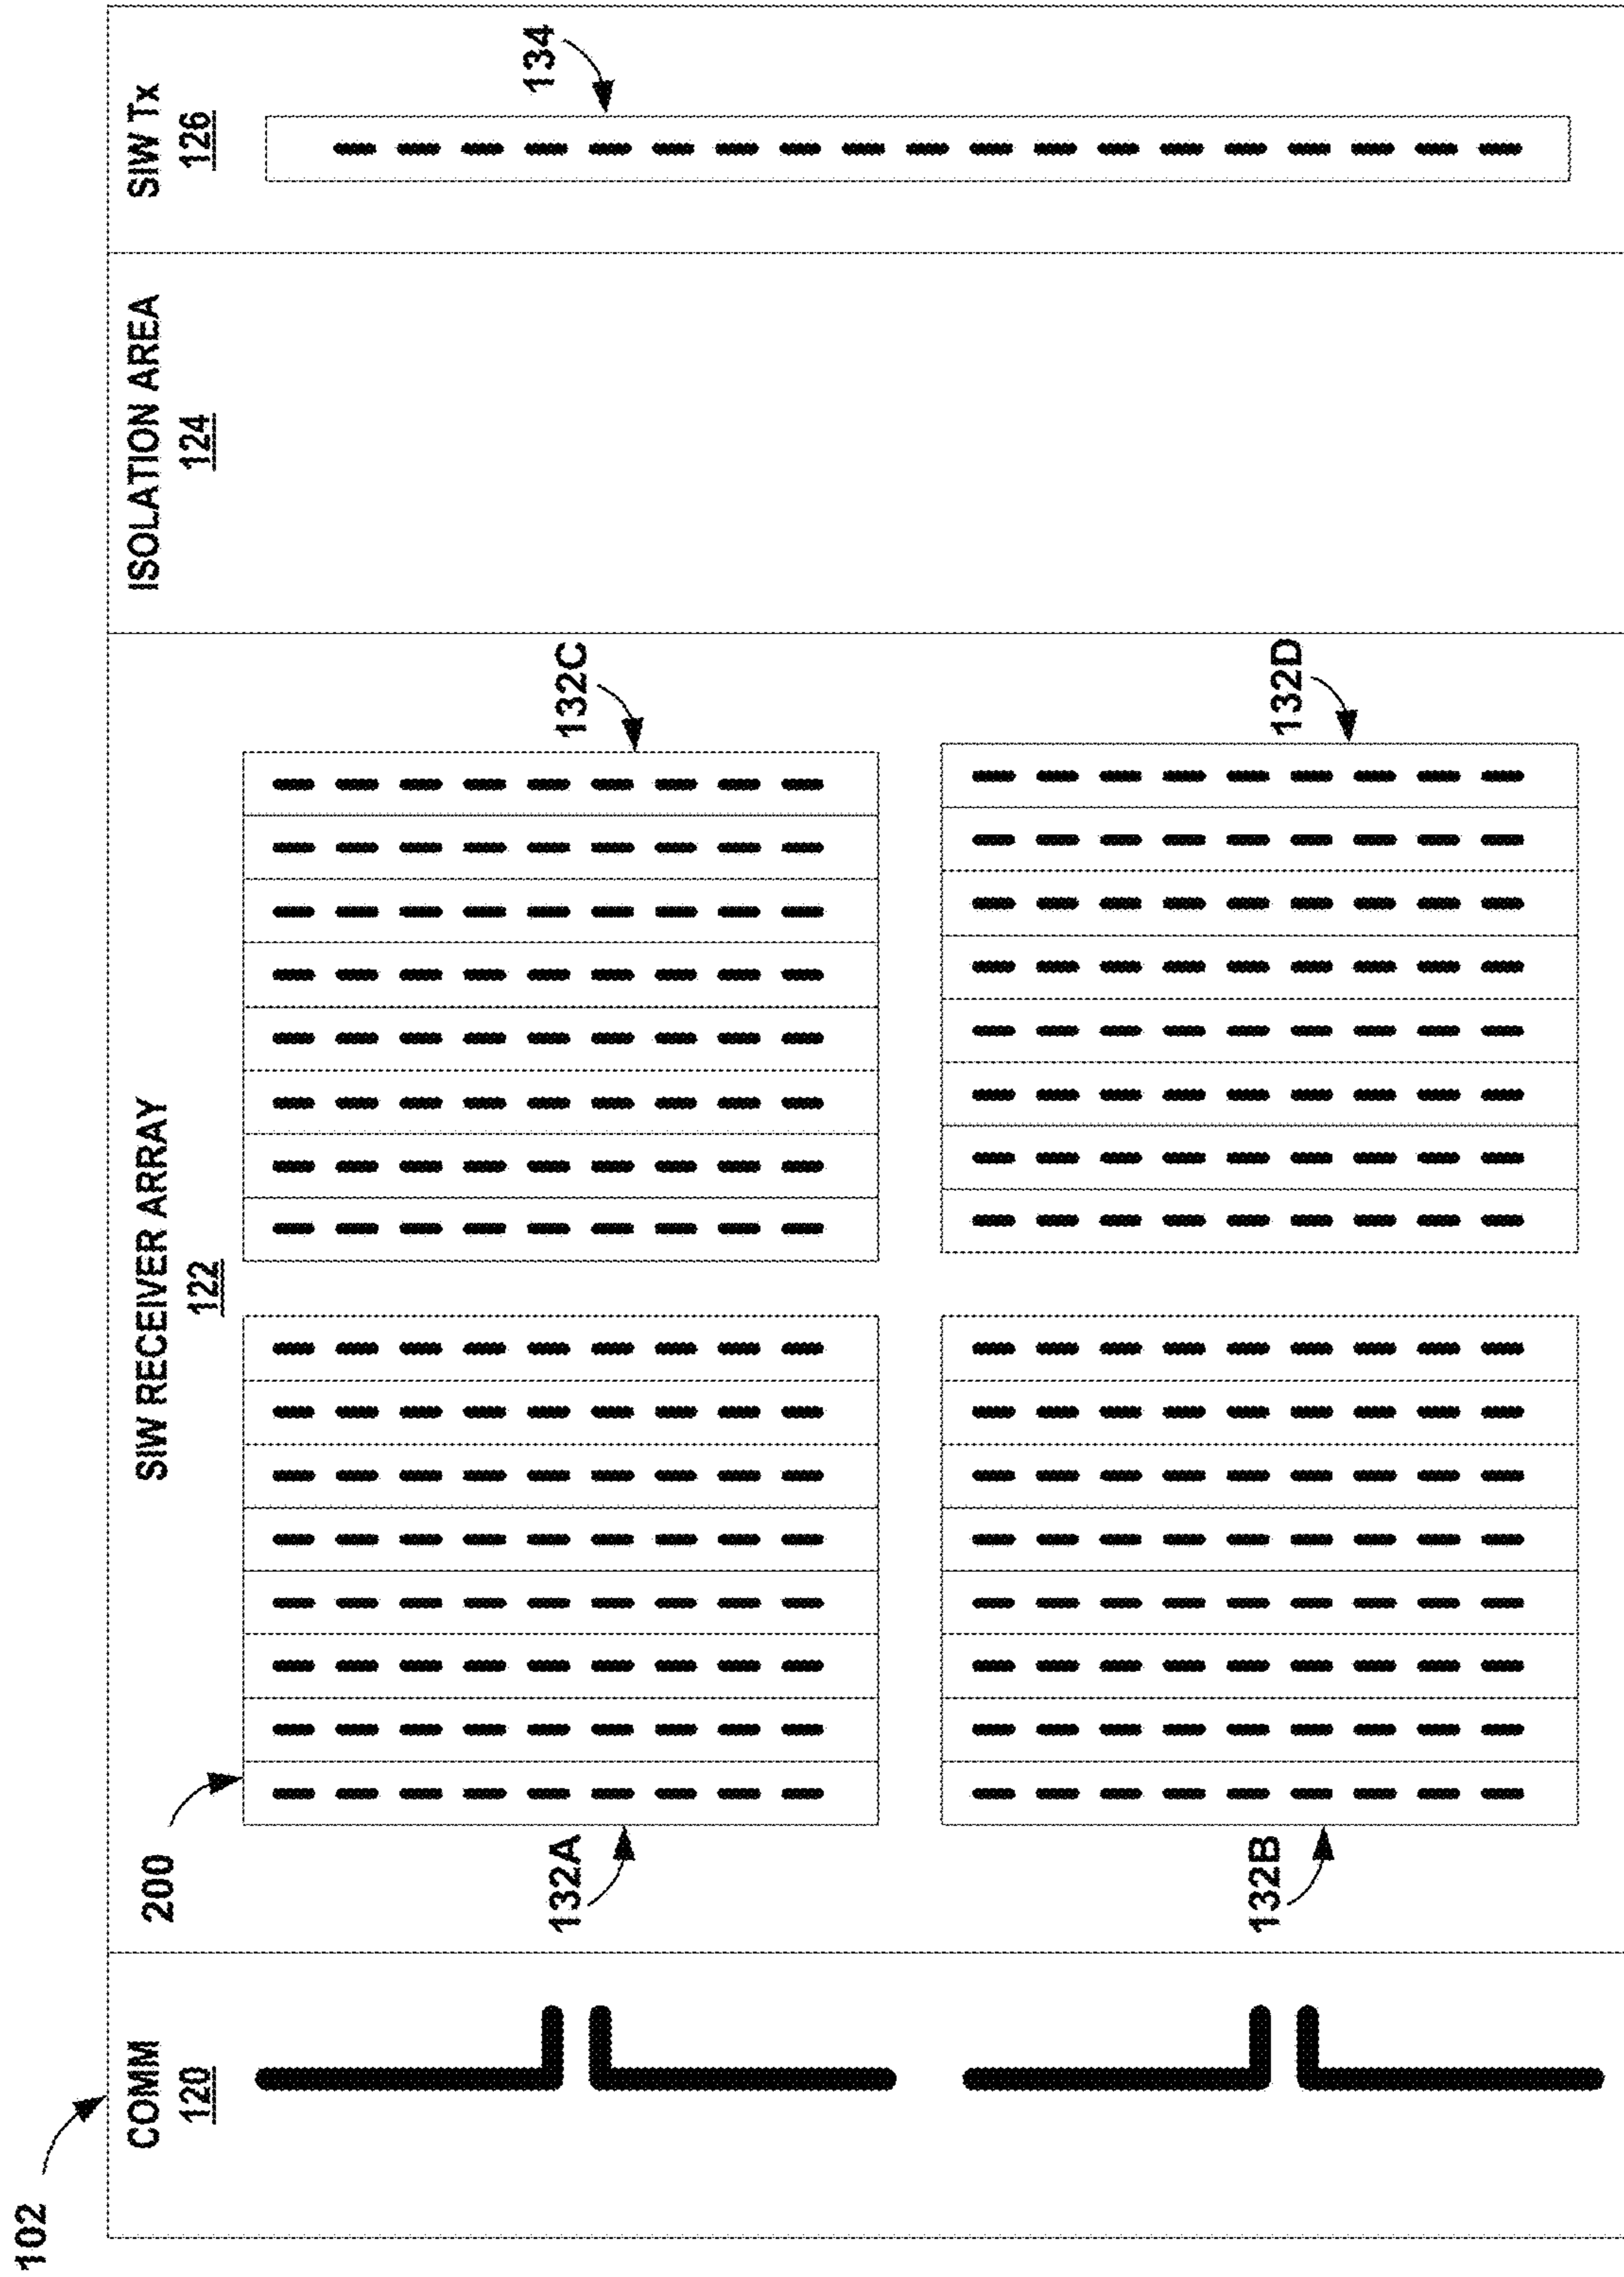 102
COMM
120
200
SIW RECEIVER ARRAY
122
132A
132B
132C
132D
ISOLATION AREA
124
SIW Tx
126
134